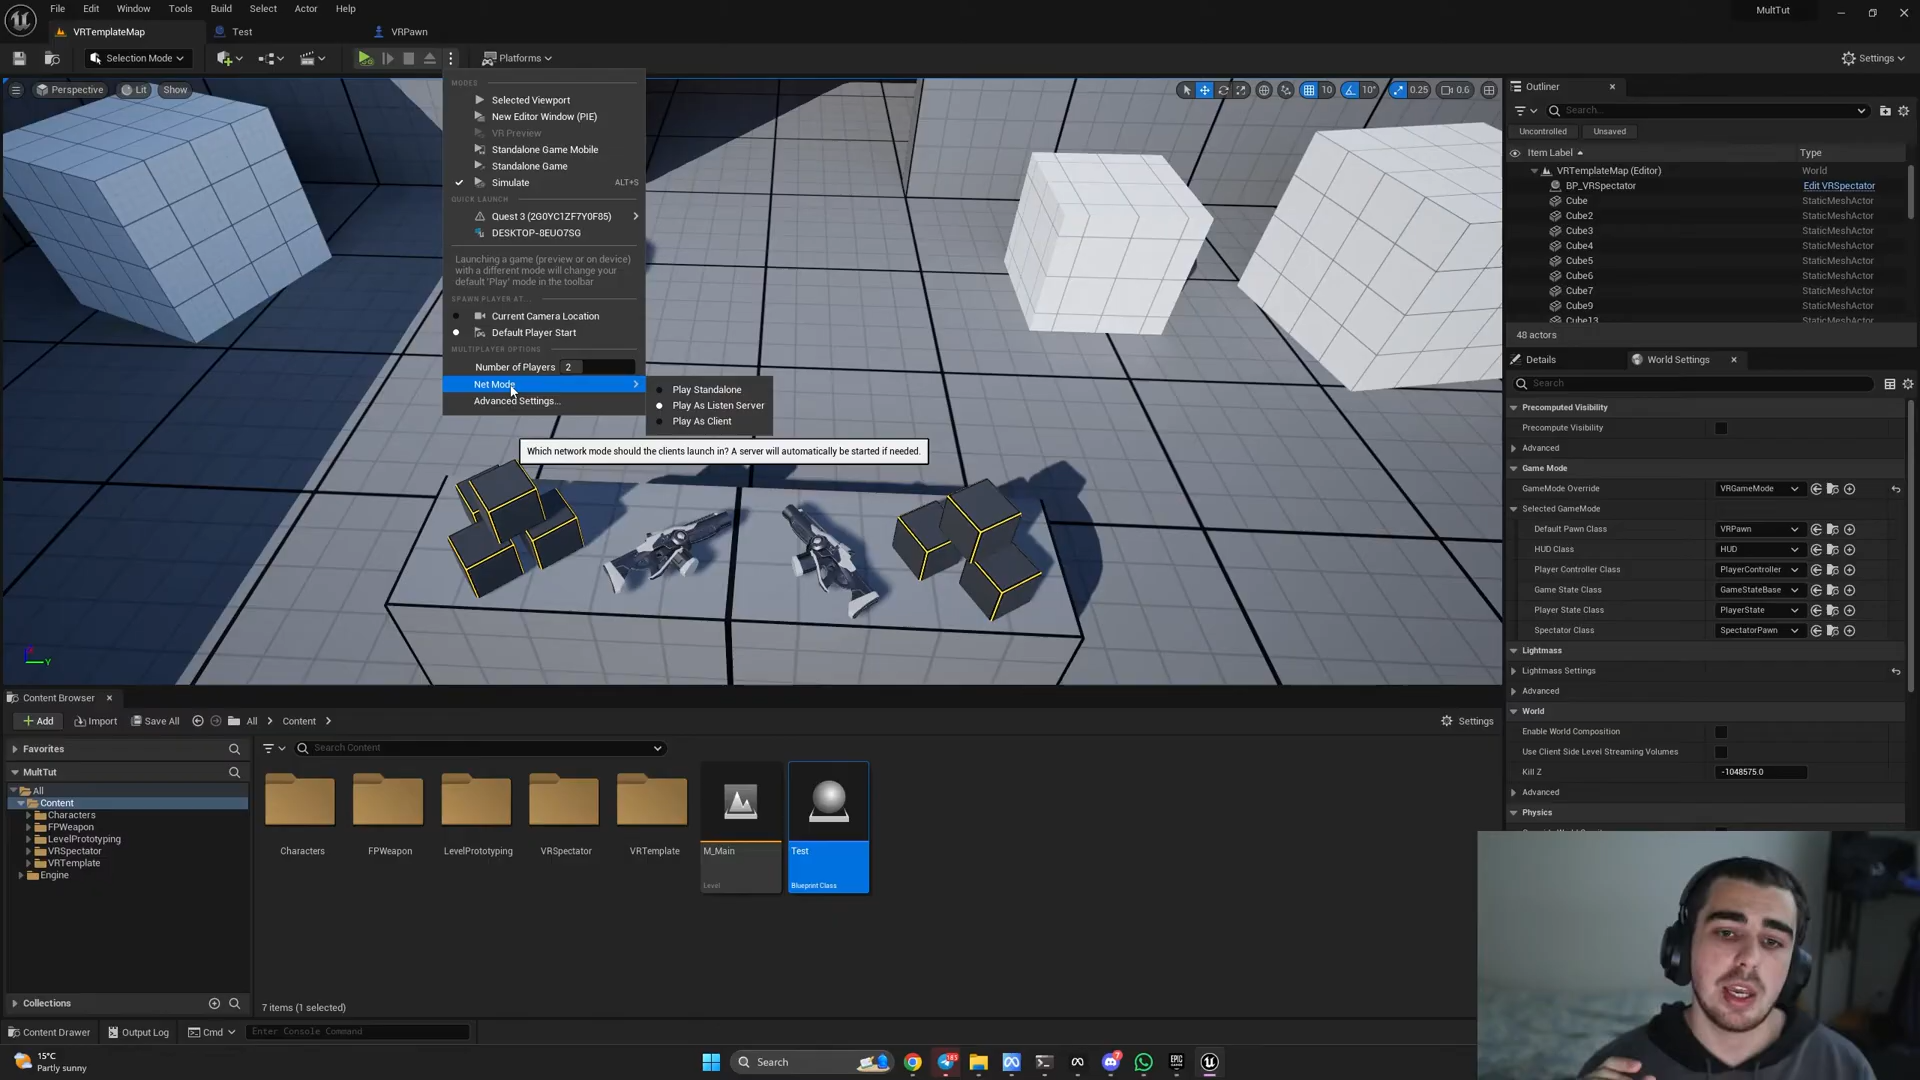 File Edit Window Tools Build Select Actor Help
MultTut
VRTemplateMap Test VRPawn
Selection Mode Platforms Settings
Perspective Lit Show
10 10° 0.25 0.6
MODES
Selected Viewport
New Editor Window (PIE)
VR Preview
Standalone Game Mobile
Standalone Game
Simulate ALT+S
QUICK LAUNCH
Quest 3 (2G0YC1ZF7Y0F85)
DESKTOP-8EUO7SG
Launching a game (preview or on device)
with a different mode will change your
default 'Play' mode in the toolbar
SPAWN PLAYER AT...
Current Camera Location
Default Player Start
MULTIPLAYER OPTIONS
Number of Players 2
Net Mode
Advanced Settings...
Play Standalone
Play As Listen Server
Play As Client
Which network mode should the clients launch in? A server will automatically be started if needed.
Y
Outliner
Search...
Uncontrolled Unsaved
Item Label Type
VRTemplateMap (Editor) World
BP_VRSpectator Edit VRSpectator
Cube StaticMeshActor
Cube2 StaticMeshActor
Cube3 StaticMeshActor
Cube4 StaticMeshActor
Cube5 StaticMeshActor
Cube6 StaticMeshActor
Cube7 StaticMeshActor
Cube9 StaticMeshActor
Cube13 StaticMeshActor
48 actors
Details World Settings
Search
Precomputed Visibility
Precompute Visibility
Advanced
Game Mode
GameMode Override VRGameMode
Selected GameMode
Default Pawn Class VRPawn
HUD Class HUD
Player Controller Class PlayerController
Game State Class GameStateBase
Player State Class PlayerState
Spectator Class SpectatorPawn
Lightmass
Lightmass Settings
Advanced
World
Enable World Composition
Use Client Side Level Streaming Volumes
Kill Z -1048575.0
Advanced
Physics
Content Browser
Add Import Save All All Content Settings
Favorites
MultTut
All
Content
Characters
FPWeapon
LevelPrototyping
VRSpectator
VRTemplate
Engine
Collections
Search Content
Characters FPWeapon LevelPrototyping VRSpectator VRTemplate
M_Main
Level
Test
Blueprint Class
7 items (1 selected)
Content Drawer Output Log Cmd Enter Console Command
15°C
Partly sunny
Search